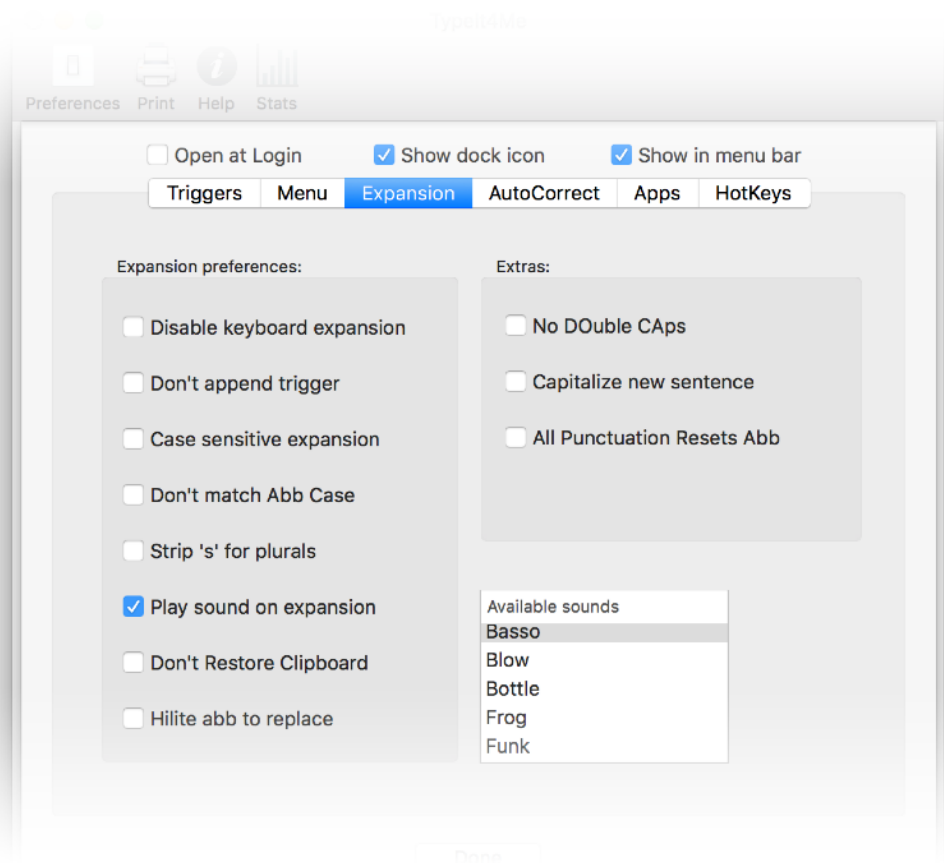 TypeIt4Me
Preferences Print Help Stats
Open at Login Show dock icon Show in menu bar
Triggers Menu Expansion AutoCorrect Apps HotKeys
Expansion preferences:
Disable keyboard expansion
Don't append trigger
Case sensitive expansion
Don't match Abb Case
Strip 's' for plurals
Play sound on expansion
Don't Restore Clipboard
Hilite abb to replace
Extras:
No DOuble CAps
Capitalize new sentence
All Punctuation Resets Abb
Available sounds
Basso
Blow
Bottle
Frog
Funk
Done